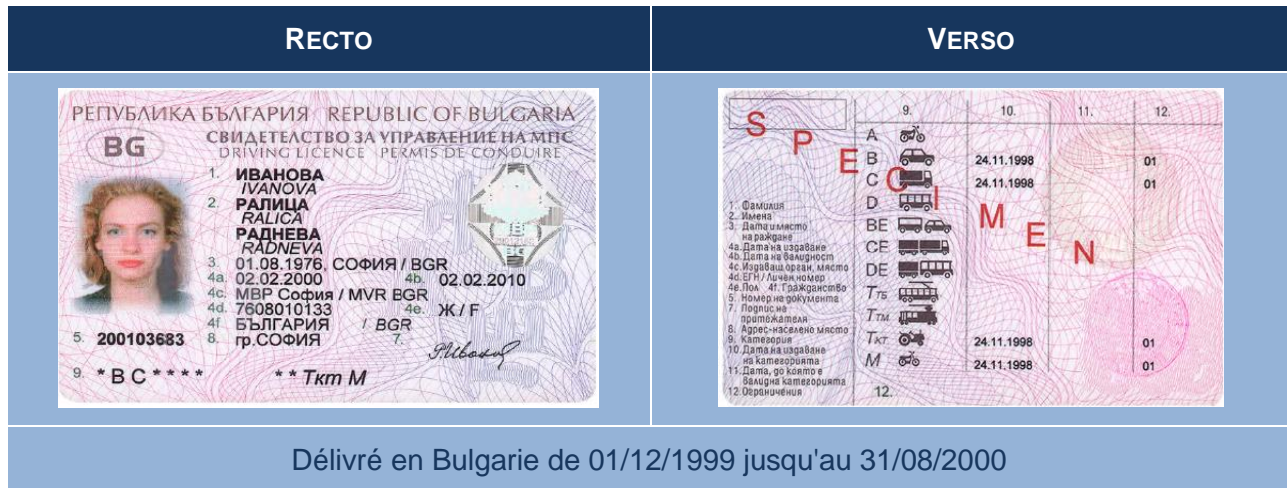 RECTO
VERSO
РЕПУБЛИКА БЪЛГАРИЯ REPUBLIC OF BULGARIA
BG
СВИДЕТЕЛСТВО ЗА УПРАВЛЕНИЕ НА МПС
DRIVING LICENCE PERMIS DE CONDUIRE
1. ИВАНОВА
IVANOVA
2. РАЛИЦА
RALICA
РАДНЕВА
RADNEVA
3. 01.08.1976, СОФИЯ / BGR
4a. 02.02.2000 4b. 02.02.2010
4c. МВР София / MVR BGR
4d. 7608010133 4e. Ж / F
4f БЪЛГАРИЯ / BGR
5. 200103683 8. гр.СОФИЯ 7.
9. * B C * * * * * * Ткт M
SPECIMEN
9. 10. 11. 12.
A
B 24.11.1998 01
C 24.11.1998 01
D
BE
CE
DE
Ттб
Ттм
Ткт 24.11.1998 01
M 24.11.1998 01
12.
1. Фамилия
2. Имена
3. Дата и място
на раждане
4a. Дата на издаване
4b. Дата на валидност
4c. Издаващ орган, място
4d. ЕГН / Личен номер
4e. Пол 4f. Гражданство
5. Номер на документа
7. Подпис на
притежателя
8. Адрес-населено място
9. Категория
10. Дата на издаване
на категорията
11. Дата, до която е
валидна категорията
12. Ограничения
Délivré en Bulgarie de 01/12/1999 jusqu'au 31/08/2000